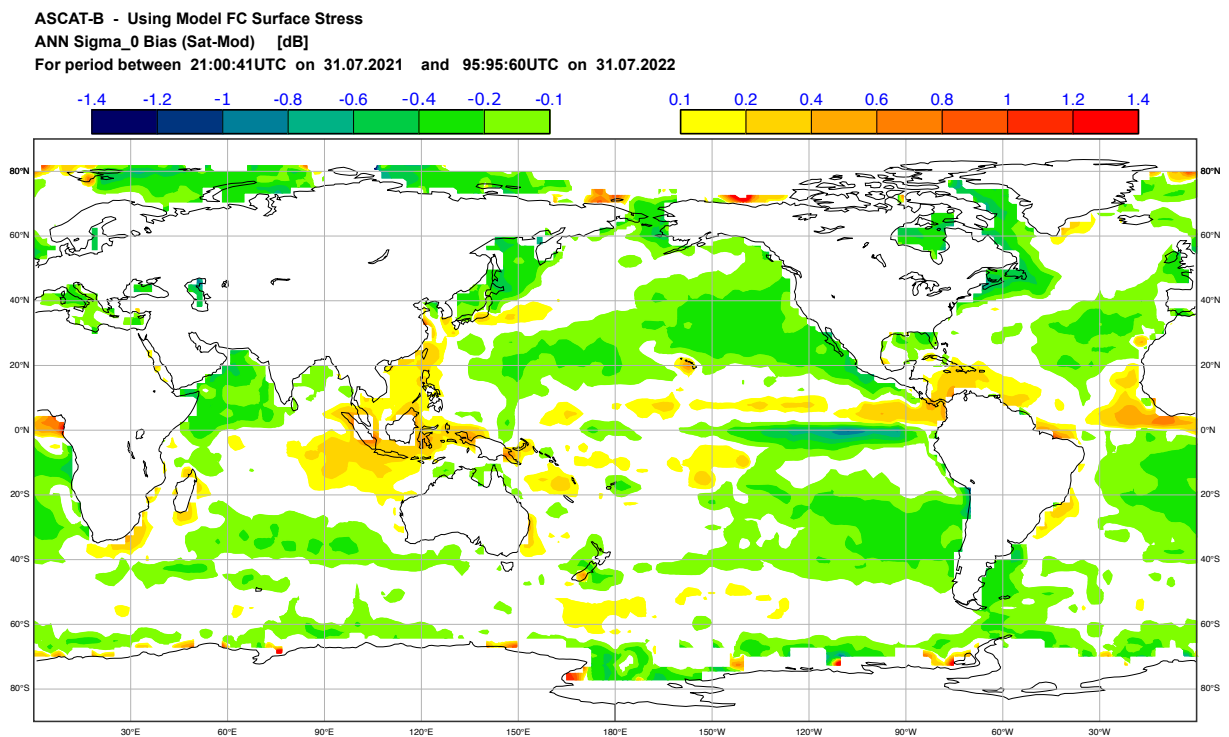 ASCAT-B - Using Model FC Surface Stress
ANN Sigma_0 Bias (Sat-Mod) [dB]
For period between 21:00:41UTC on 31.07.2021 and 95:95:60UTC on 31.07.2022
-1.4 -1.2 -1 -0.8 -0.6 -0.4 -0.2 -0.1 0.1 0.2 0.4 0.6 0.8 1 1.2 1.4
80°N 80°N
60°N 60°N
40°N 40°N
20°N 20°N
0°N 0°N
20°S 20°S
40°S 40°S
60°S 60°S
80°S 80°S
30°E 60°E 90°E 120°E 150°E 180°E 150°W 120°W 90°W 60°W 30°W